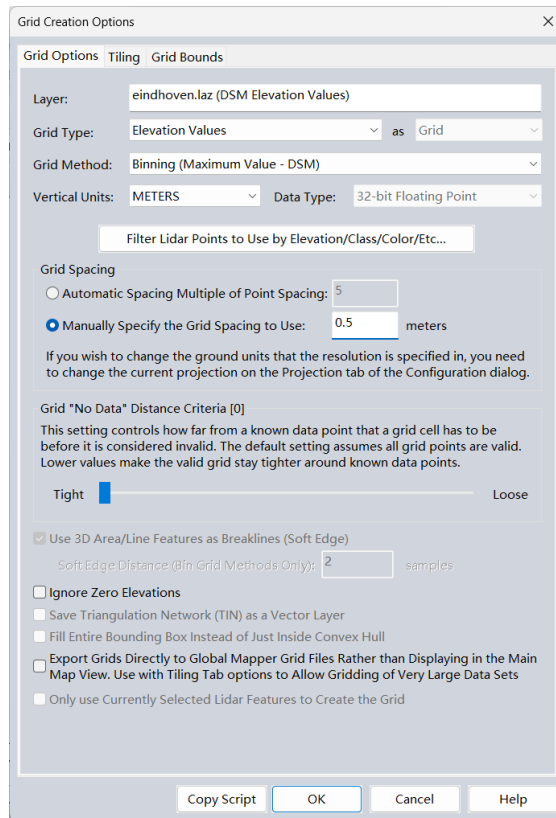 Grid Creation Options
Grid Options Tiling Grid Bounds
Layer: eindhoven.laz (DSM Elevation Values)
Grid Type: Elevation Values as Grid
Grid Method: Binning (Maximum Value - DSM)
Vertical Units: METERS Data Type: 32-bit Floating Point
Filter Lidar Points to Use by Elevation/Class/Color/Etc...
Grid Spacing
Automatic Spacing Multiple of Point Spacing: 5
Manually Specify the Grid Spacing to Use: 0.5 meters
If you wish to change the ground units that the resolution is specified in, you need
to change the current projection on the Projection tab of the Configuration dialog.
Grid "No Data" Distance Criteria [0]
This setting controls how far from a known data point that a grid cell has to be
before it is considered invalid. The default setting assumes all grid points are valid.
Lower values make the valid grid stay tighter around known data points.
Tight Loose
Use 3D Area/Line Features as Breaklines (Soft Edge)
Soft Edge Distance (Bin Grid Methods Only): 2 samples
Ignore Zero Elevations
Save Triangulation Network (TIN) as a Vector Layer
Fill Entire Bounding Box Instead of Just Inside Convex Hull
Export Grids Directly to Global Mapper Grid Files Rather than Displaying in the Main
Map View. Use with Tiling Tab options to Allow Gridding of Very Large Data Sets
Only use Currently Selected Lidar Features to Create the Grid
Copy Script OK Cancel Help